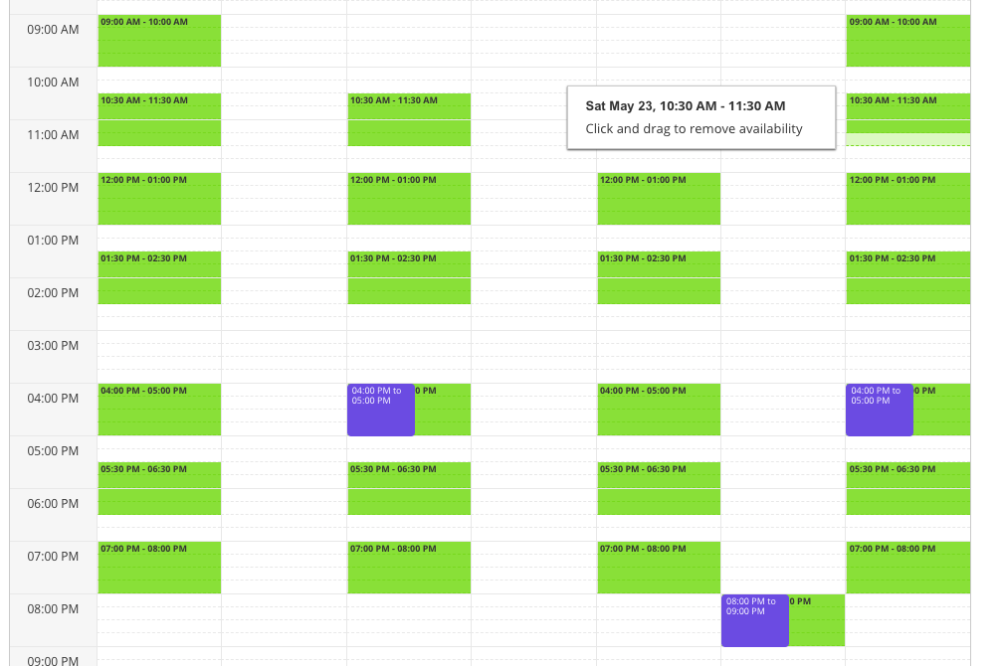 09:00 AM
09:00 AM - 10:00 AM
09:00 AM - 10:00 AM
10:00 AM
10:30 AM - 11:30 AM
10:30 AM - 11:30 AM
Sat May 23, 10:30 AM - 11:30 AM
Click and drag to remove availability
10:30 AM - 11:30 AM
11:00 AM
12:00 PM
12:00 PM - 01:00 PM
12:00 PM - 01:00 PM
12:00 PM - 01:00 PM
12:00 PM - 01:00 PM
01:00 PM
01:30 PM - 02:30 PM
01:30 PM - 02:30 PM
01:30 PM - 02:30 PM
01:30 PM - 02:30 PM
02:00 PM
03:00 PM
04:00 PM
04:00 PM - 05:00 PM
04:00 PM to
05:00 PM
0 PM
04:00 PM - 05:00 PM
04:00 PM to
05:00 PM
0 PM
05:00 PM
05:30 PM - 06:30 PM
05:30 PM - 06:30 PM
05:30 PM - 06:30 PM
05:30 PM - 06:30 PM
06:00 PM
07:00 PM
07:00 PM - 08:00 PM
07:00 PM - 08:00 PM
07:00 PM - 08:00 PM
07:00 PM - 08:00 PM
08:00 PM
08:00 PM to
09:00 PM
0 PM
09:00 PM